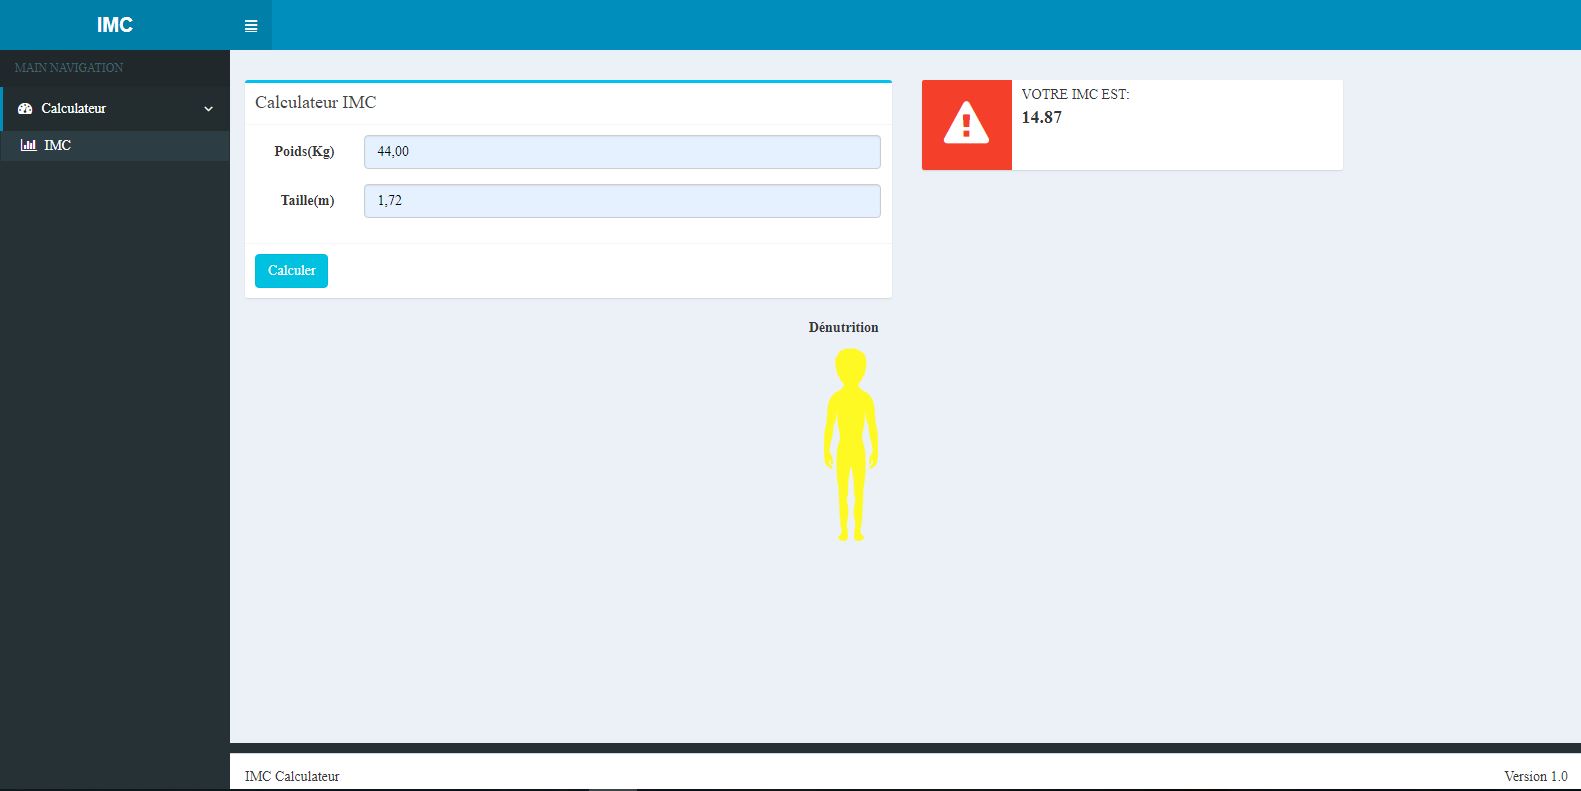 IMC
MAIN NAVIGATION
Calculateur
IMC
Calculateur IMC
Poids(Kg)
44,00
Taille(m)
1,72
Calculer
VOTRE IMC EST:
14.87
Dénutrition
IMC Calculateur
Version 1.0